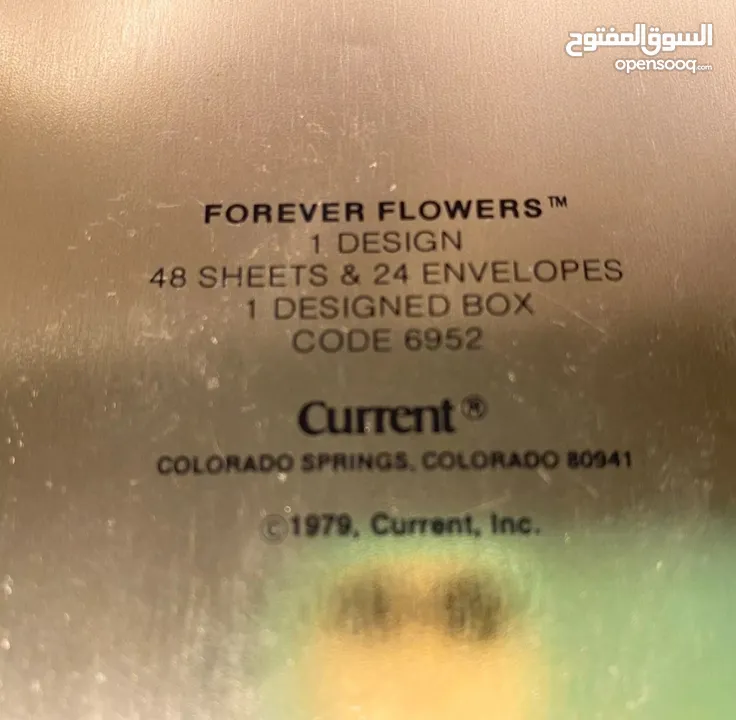 السوق المفتوح
opensooq.com
FOREVER FLOWERS™
1 DESIGN
48 SHEETS & 24 ENVELOPES
1 DESIGNED BOX
CODE 6952
Current®
COLORADO SPRINGS, COLORADO 80941
©1979, Current, Inc.